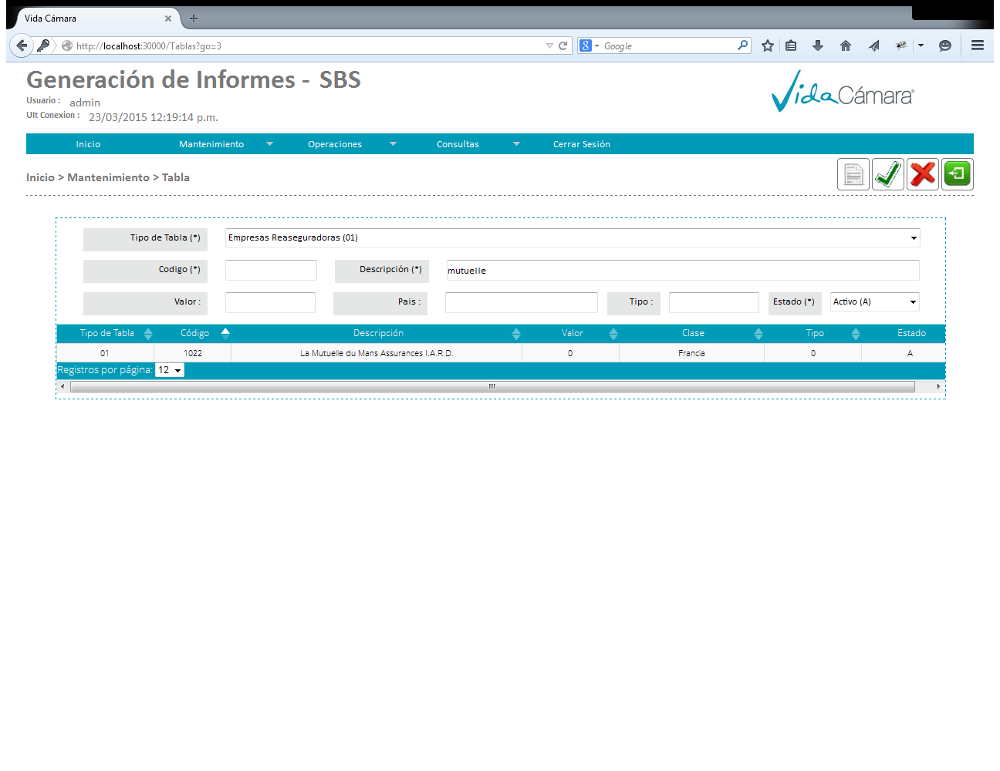 Vida Cámara
http://localhost:30000/Tablas?go=3
8 Google
Generación de Informes - SBS
Usuario : admin
Ult Conexion : 23/03/2015 12:19:14 p.m.
Vida Cámara®
Inicio Mantenimiento Operaciones Consultas Cerrar Sesión
Inicio > Mantenimiento > Tabla
Tipo de Tabla (*) Empresas Reaseguradoras (01)
Codigo (*) Descripción (*) mutuelle
Valor : Pais : Tipo : Estado (*) Activo (A)
Tipo de Tabla Código Descripción Valor Clase Tipo Estado
01 1022 La Mutuelle du Mans Assurances I.A.R.D. 0 Francia 0 A
Registros por página: 12